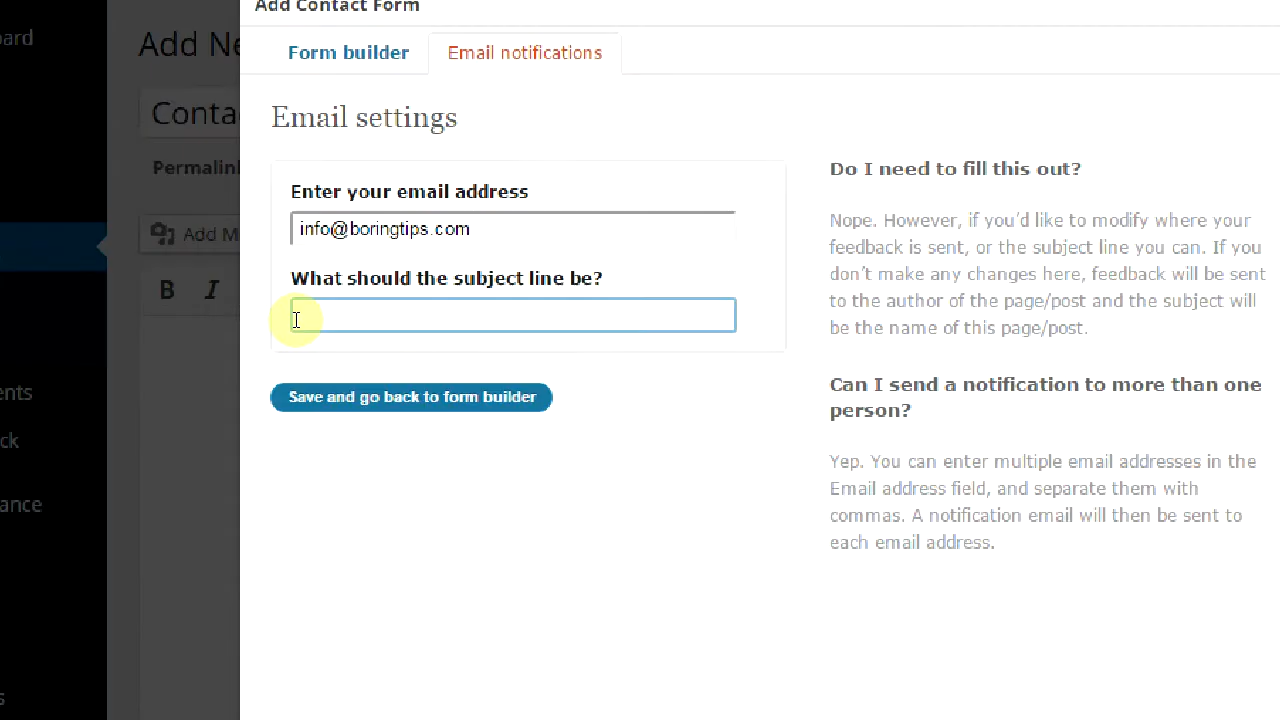 Add Contact Form
Form builder
Email notifications
Email settings
Enter your email address
info@boringtips.com
What should the subject line be?
Save and go back to form builder
Do I need to fill this out?
Nope. However, if you’d like to modify where your
feedback is sent, or the subject line you can. If you
don’t make any changes here, feedback will be sent
to the author of the page/post and the subject will
be the name of this page/post.
Can I send a notification to more than one
person?
Yep. You can enter multiple email addresses in the
Email address field, and separate them with
commas. A notification email will then be sent to
each email address.
oard
Add Ne
Conta
Permalink
Add M
B I
ents
ck
ance
s